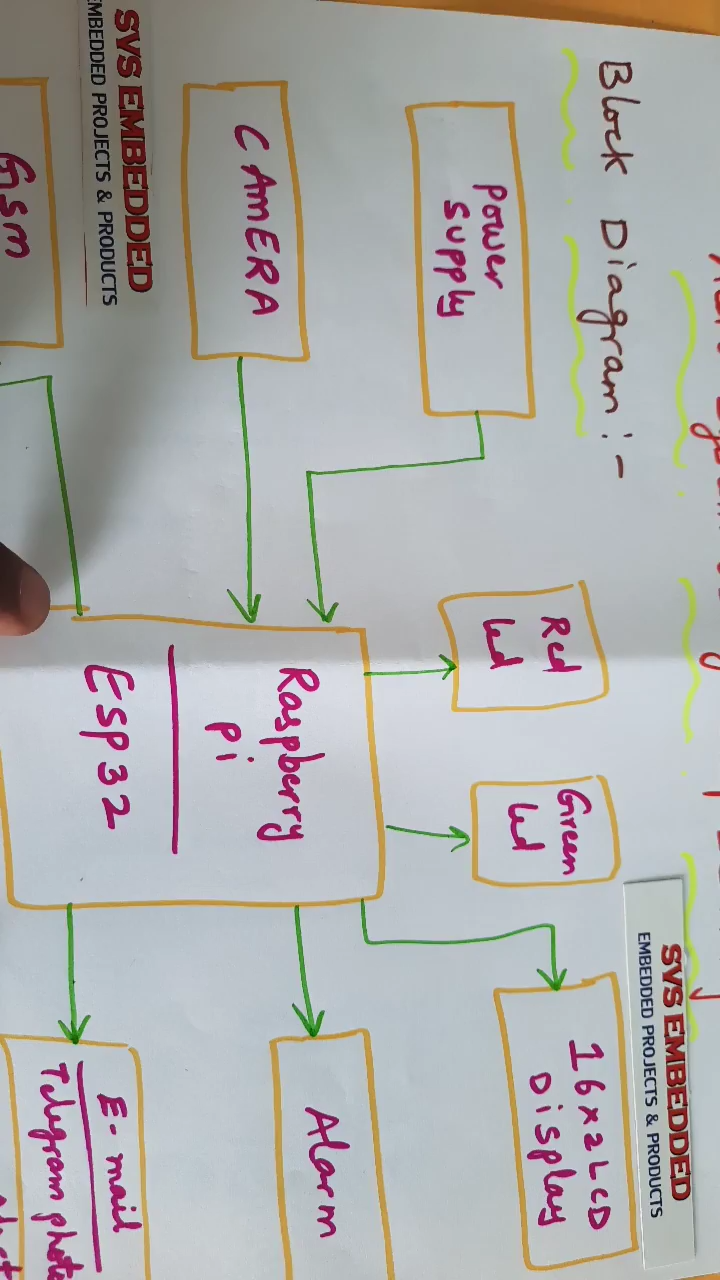 Block Diagram :-
Power
Supply
Red
Led
Green
Led
SVS EMBEDDED
EMBEDDED PROJECTS & PRODUCTS
16x2 LCD
Display
CAMERA
Raspberry
Pi
ESP32
Alarm
SVS EMBEDDED
EMBEDDED PROJECTS & PRODUCTS
GSM
E-mail
Telegram photo